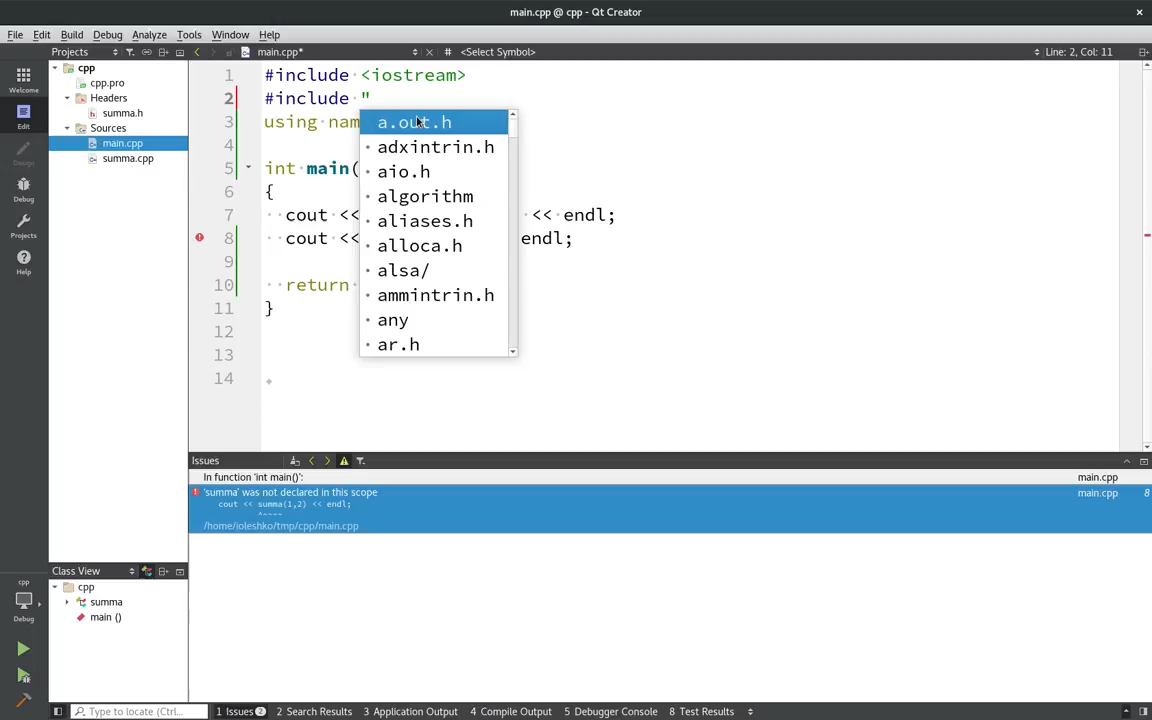 main.cpp @ cpp - Qt Creator
File Edit Build Debug Analyze Tools Window Help
Projects main.cpp* # <Select Symbol> Line: 2, Col: 11
Welcome
Edit
Design
Debug
Projects
Help
cpp
cpp.pro
Headers
summa.h
Sources
main.cpp
summa.cpp
1 #include <iostream>
2 #include "
3 using nam
4
5 int main(
6 {
7 cout << << endl;
8 cout << endl;
9
10 return
11 }
12
13
14
a.out.h
adxintrin.h
aio.h
algorithm
aliases.h
alloca.h
alsa/
ammintrin.h
any
ar.h
Issues
In function 'int main()': main.cpp
'summa' was not declared in this scope main.cpp 8
cout << summa(1,2) << endl;
^~~~~
/home/ioleshko/tmp/cpp/main.cpp
Class View
cpp
summa
main ()
cpp
Debug
Type to locate (Ctrl... 1 Issues 2 2 Search Results 3 Application Output 4 Compile Output 5 Debugger Console 8 Test Results